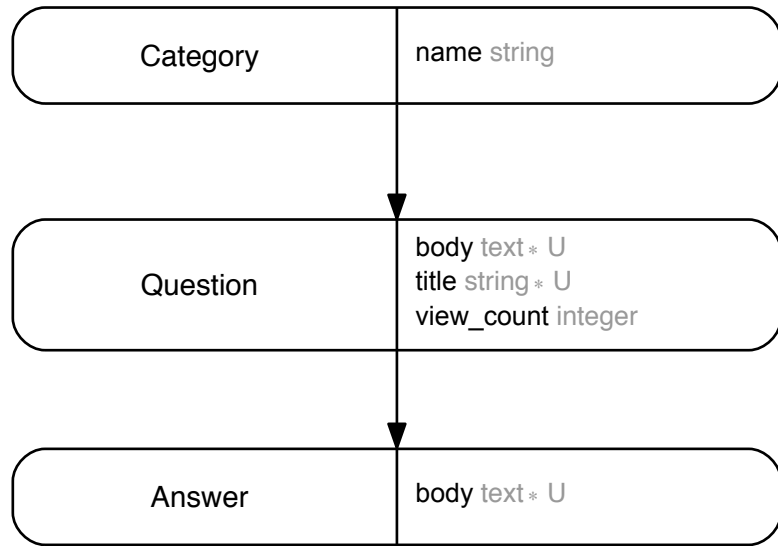 Category
name string
Question
body text∗ U
title string∗ U
view_count integer
Answer
body text∗ U